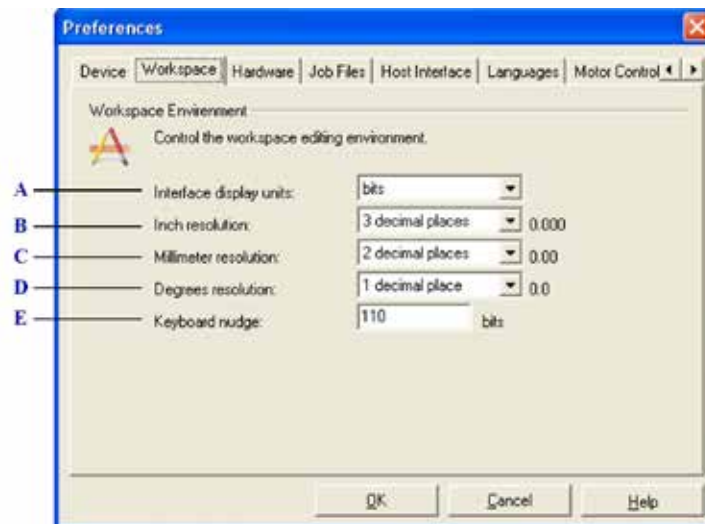 Preferences
Device Workspace Hardware Job Files Host Interface Languages Motor Control
Workspace Environment
Control the workspace editing environment.
A Interface display units: bits
B Inch resolution: 3 decimal places 0.000
C Millimeter resolution: 2 decimal places 0.00
D Degrees resolution: 1 decimal place 0.0
E Keyboard nudge: 110 bits
OK Cancel Help